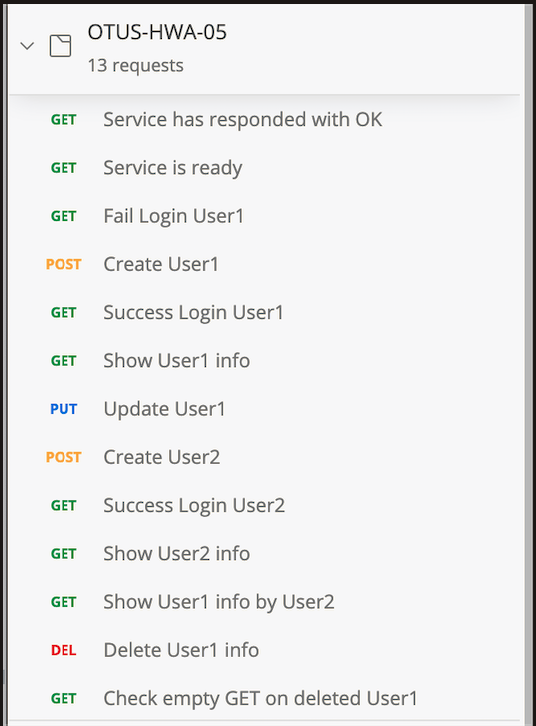 OTUS-HWA-05
13 requests
GET Service has responded with OK
GET Service is ready
GET Fail Login User1
POST Create User1
GET Success Login User1
GET Show User1 info
PUT Update User1
POST Create User2
GET Success Login User2
GET Show User2 info
GET Show User1 info by User2
DEL Delete User1 info
GET Check empty GET on deleted User1